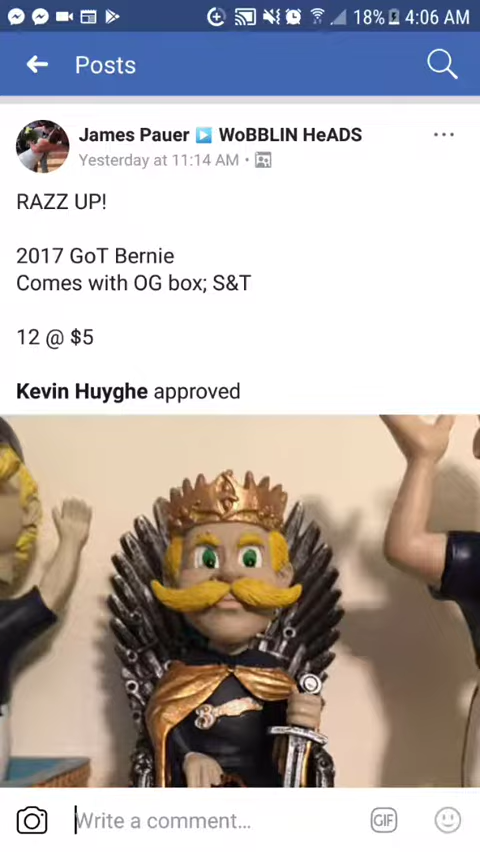 18% 4:06 AM
Posts
James Pauer ▶ WoBBLIN HeADS
Yesterday at 11:14 AM •
RAZZ UP!
2017 GoT Bernie
Comes with OG box; S&T
12 @ $5
Kevin Huyghe approved
Write a comment...
GIF